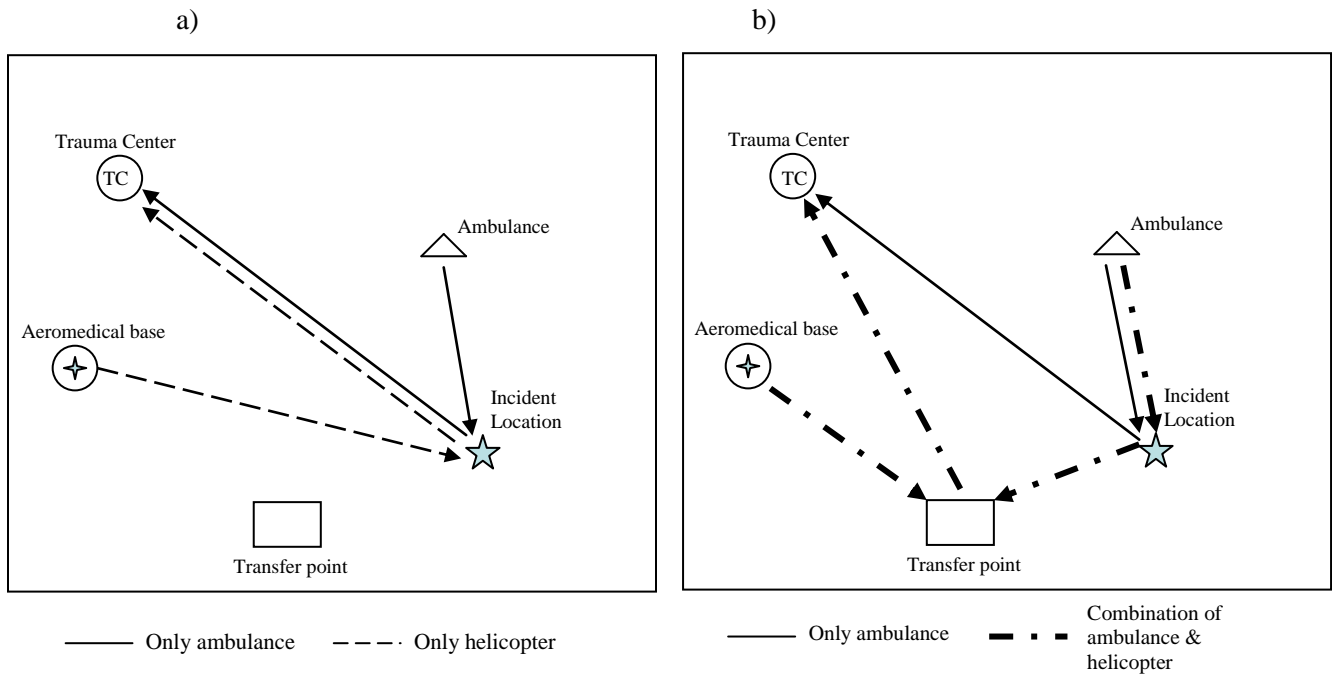 a)
Trauma Center
TC
Ambulance
Aeromedical base
Incident
Location
Transfer point
Only ambulance
Only helicopter
b)
Trauma Center
TC
Ambulance
Aeromedical base
Incident
Location
Transfer point
Only ambulance
Combination of
ambulance &
helicopter